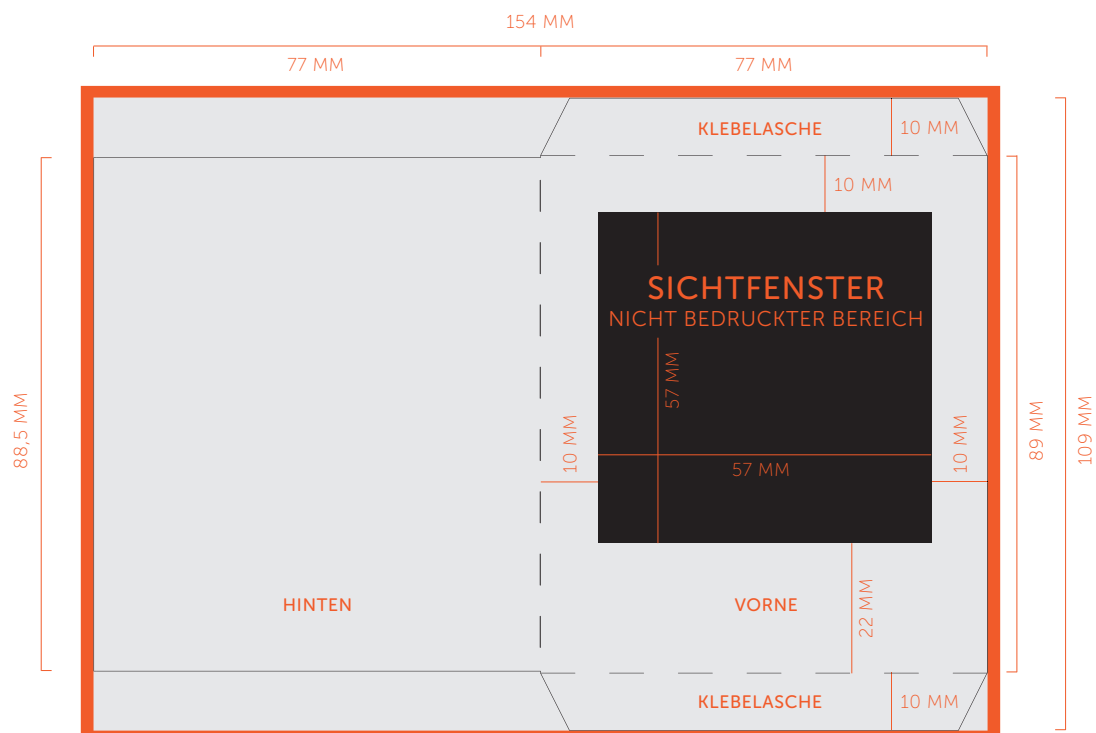 154 MM
77 MM
77 MM
KLEBELASCHE
10 MM
10 MM
SICHTFENSTER
NICHT BEDRUCKTER BEREICH
57 MM
88,5 MM
10 MM
57 MM
10 MM
89 MM
109 MM
HINTEN
VORNE
22 MM
KLEBELASCHE
10 MM